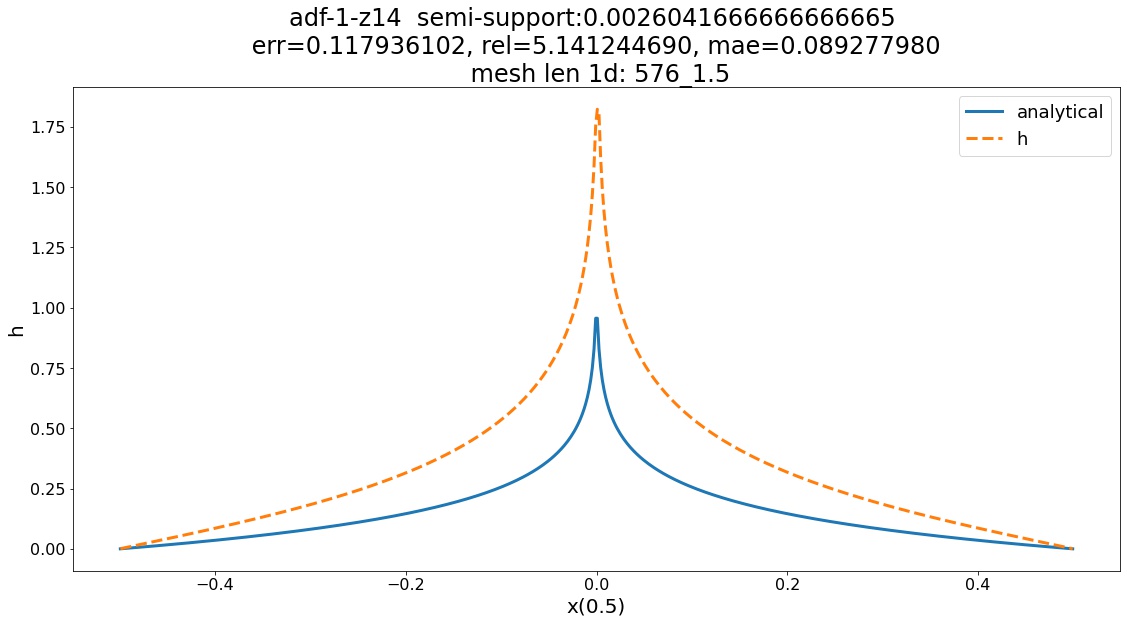 adf-1-z14 semi-support:0.0026041666666666665
err=0.117936102, rel=5.141244690, mae=0.089277980
mesh len 1d: 576_1.5
analytical
h
1.75
1.50
1.25
1.00
0.75
0.50
0.25
0.00
h
−0.4
−0.2
0.0
0.2
0.4
x(0.5)